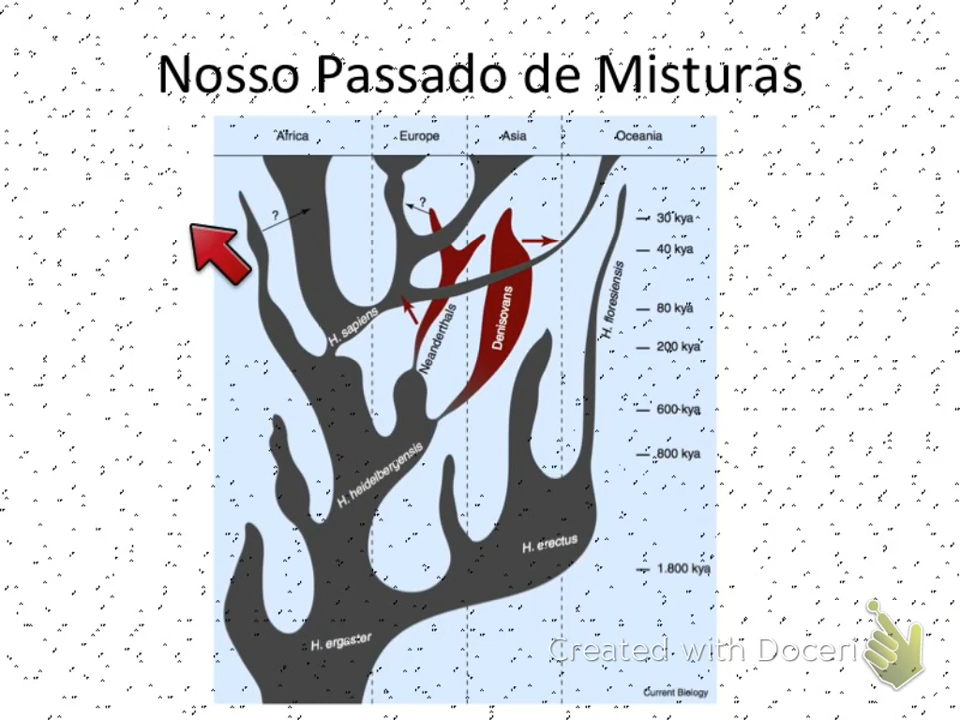 Nosso Passado de Misturas
Africa Europe Asia Oceania
?
?
30 kya
40 kya
80 kya
200 kya
600 kya
800 kya
1.800 kya
H. sapiens
Neanderthals
Denisovans
H. floresiensis
H. heidelbergensis
H. erectus
H. ergaster
Created with Doceri
Current Biology